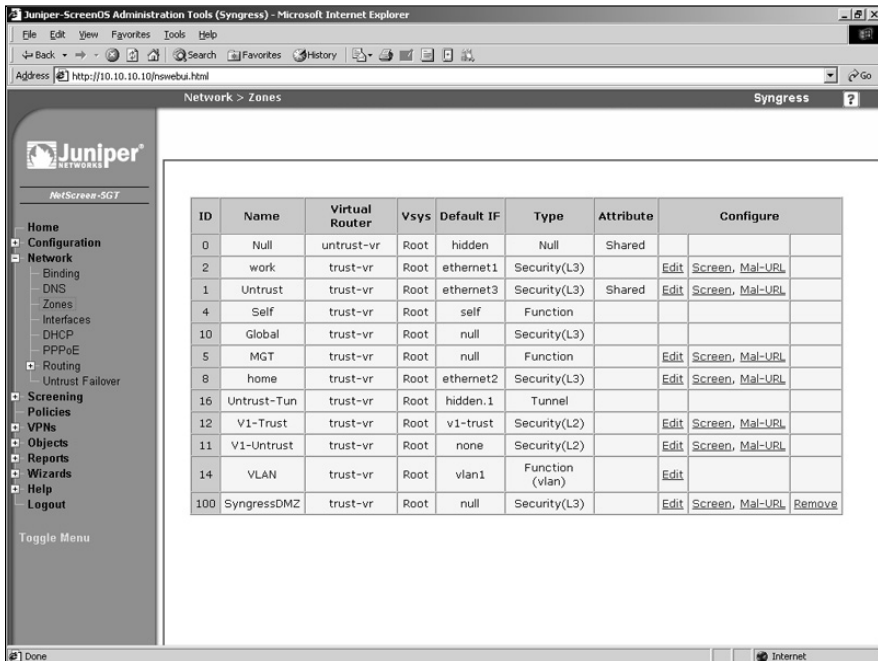 Juniper-ScreenOS Administration Tools (Syngress) - Microsoft Internet Explorer
File Edit View Favorites Tools Help
Back Search Favorites History
Address http://10.10.10.10/nswebui.html Go
Network > Zones Syngress ?
Juniper®
NETWORKS
NetScreen-5GT
Home
Configuration
Network
Binding
DNS
Zones
Interfaces
DHCP
PPPoE
Routing
Untrust Failover
Screening
Policies
VPNs
Objects
Reports
Wizards
Help
Logout
Toggle Menu
ID Name Virtual Router Vsys Default IF Type Attribute Configure
0 Null untrust-vr Root hidden Null Shared
2 work trust-vr Root ethernet1 Security(L3) Edit Screen, Mal-URL
1 Untrust trust-vr Root ethernet3 Security(L3) Shared Edit Screen, Mal-URL
4 Self trust-vr Root self Function
10 Global trust-vr Root null Security(L3)
5 MGT trust-vr Root null Function Edit Screen, Mal-URL
8 home trust-vr Root ethernet2 Security(L3) Edit Screen, Mal-URL
16 Untrust-Tun trust-vr Root hidden.1 Tunnel
12 V1-Trust trust-vr Root v1-trust Security(L2) Edit Screen, Mal-URL
11 V1-Untrust trust-vr Root none Security(L2) Edit Screen, Mal-URL
14 VLAN trust-vr Root vlan1 Function (vlan) Edit
100 SyngressDMZ trust-vr Root null Security(L3) Edit Screen, Mal-URL Remove
Done Internet